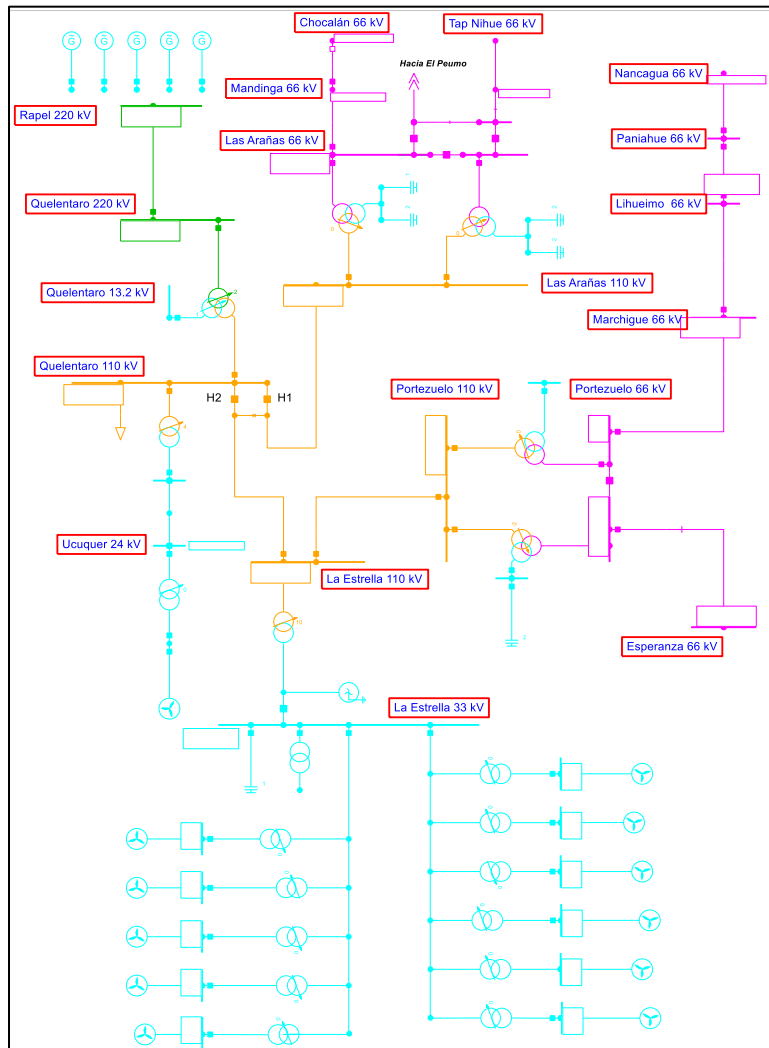 Chocalán 66 kV
Tap Nihue 66 kV
G G G G G
Hacia El Peumo
Nancagua 66 kV
Mandinga 66 kV
Rapel 220 kV
Las Arañas 66 kV
Paniahue 66 kV
Quelentaro 220 kV
Lihueimo 66 kV
Quelentaro 13.2 kV
Las Arañas 110 kV
Marchigue 66 kV
Quelentaro 110 kV
Portezuelo 110 kV
Portezuelo 66 kV
H2
H1
Ucuquer 24 kV
La Estrella 110 kV
10
2
Esperanza 66 kV
La Estrella 33 kV